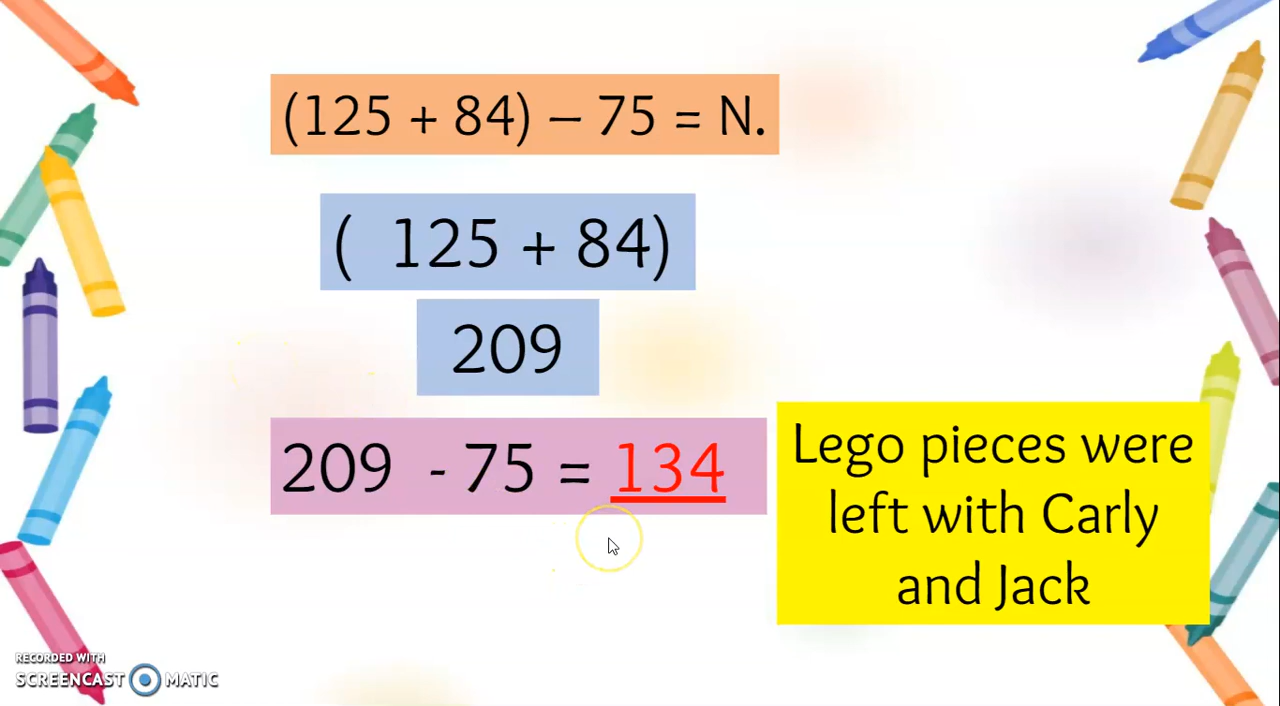 (125 + 84) – 75 = N.
( 125 + 84)
209
209 - 75 = 134
Lego pieces were
left with Carly
and Jack
RECORDED WITH
SCREENCAST MATIC